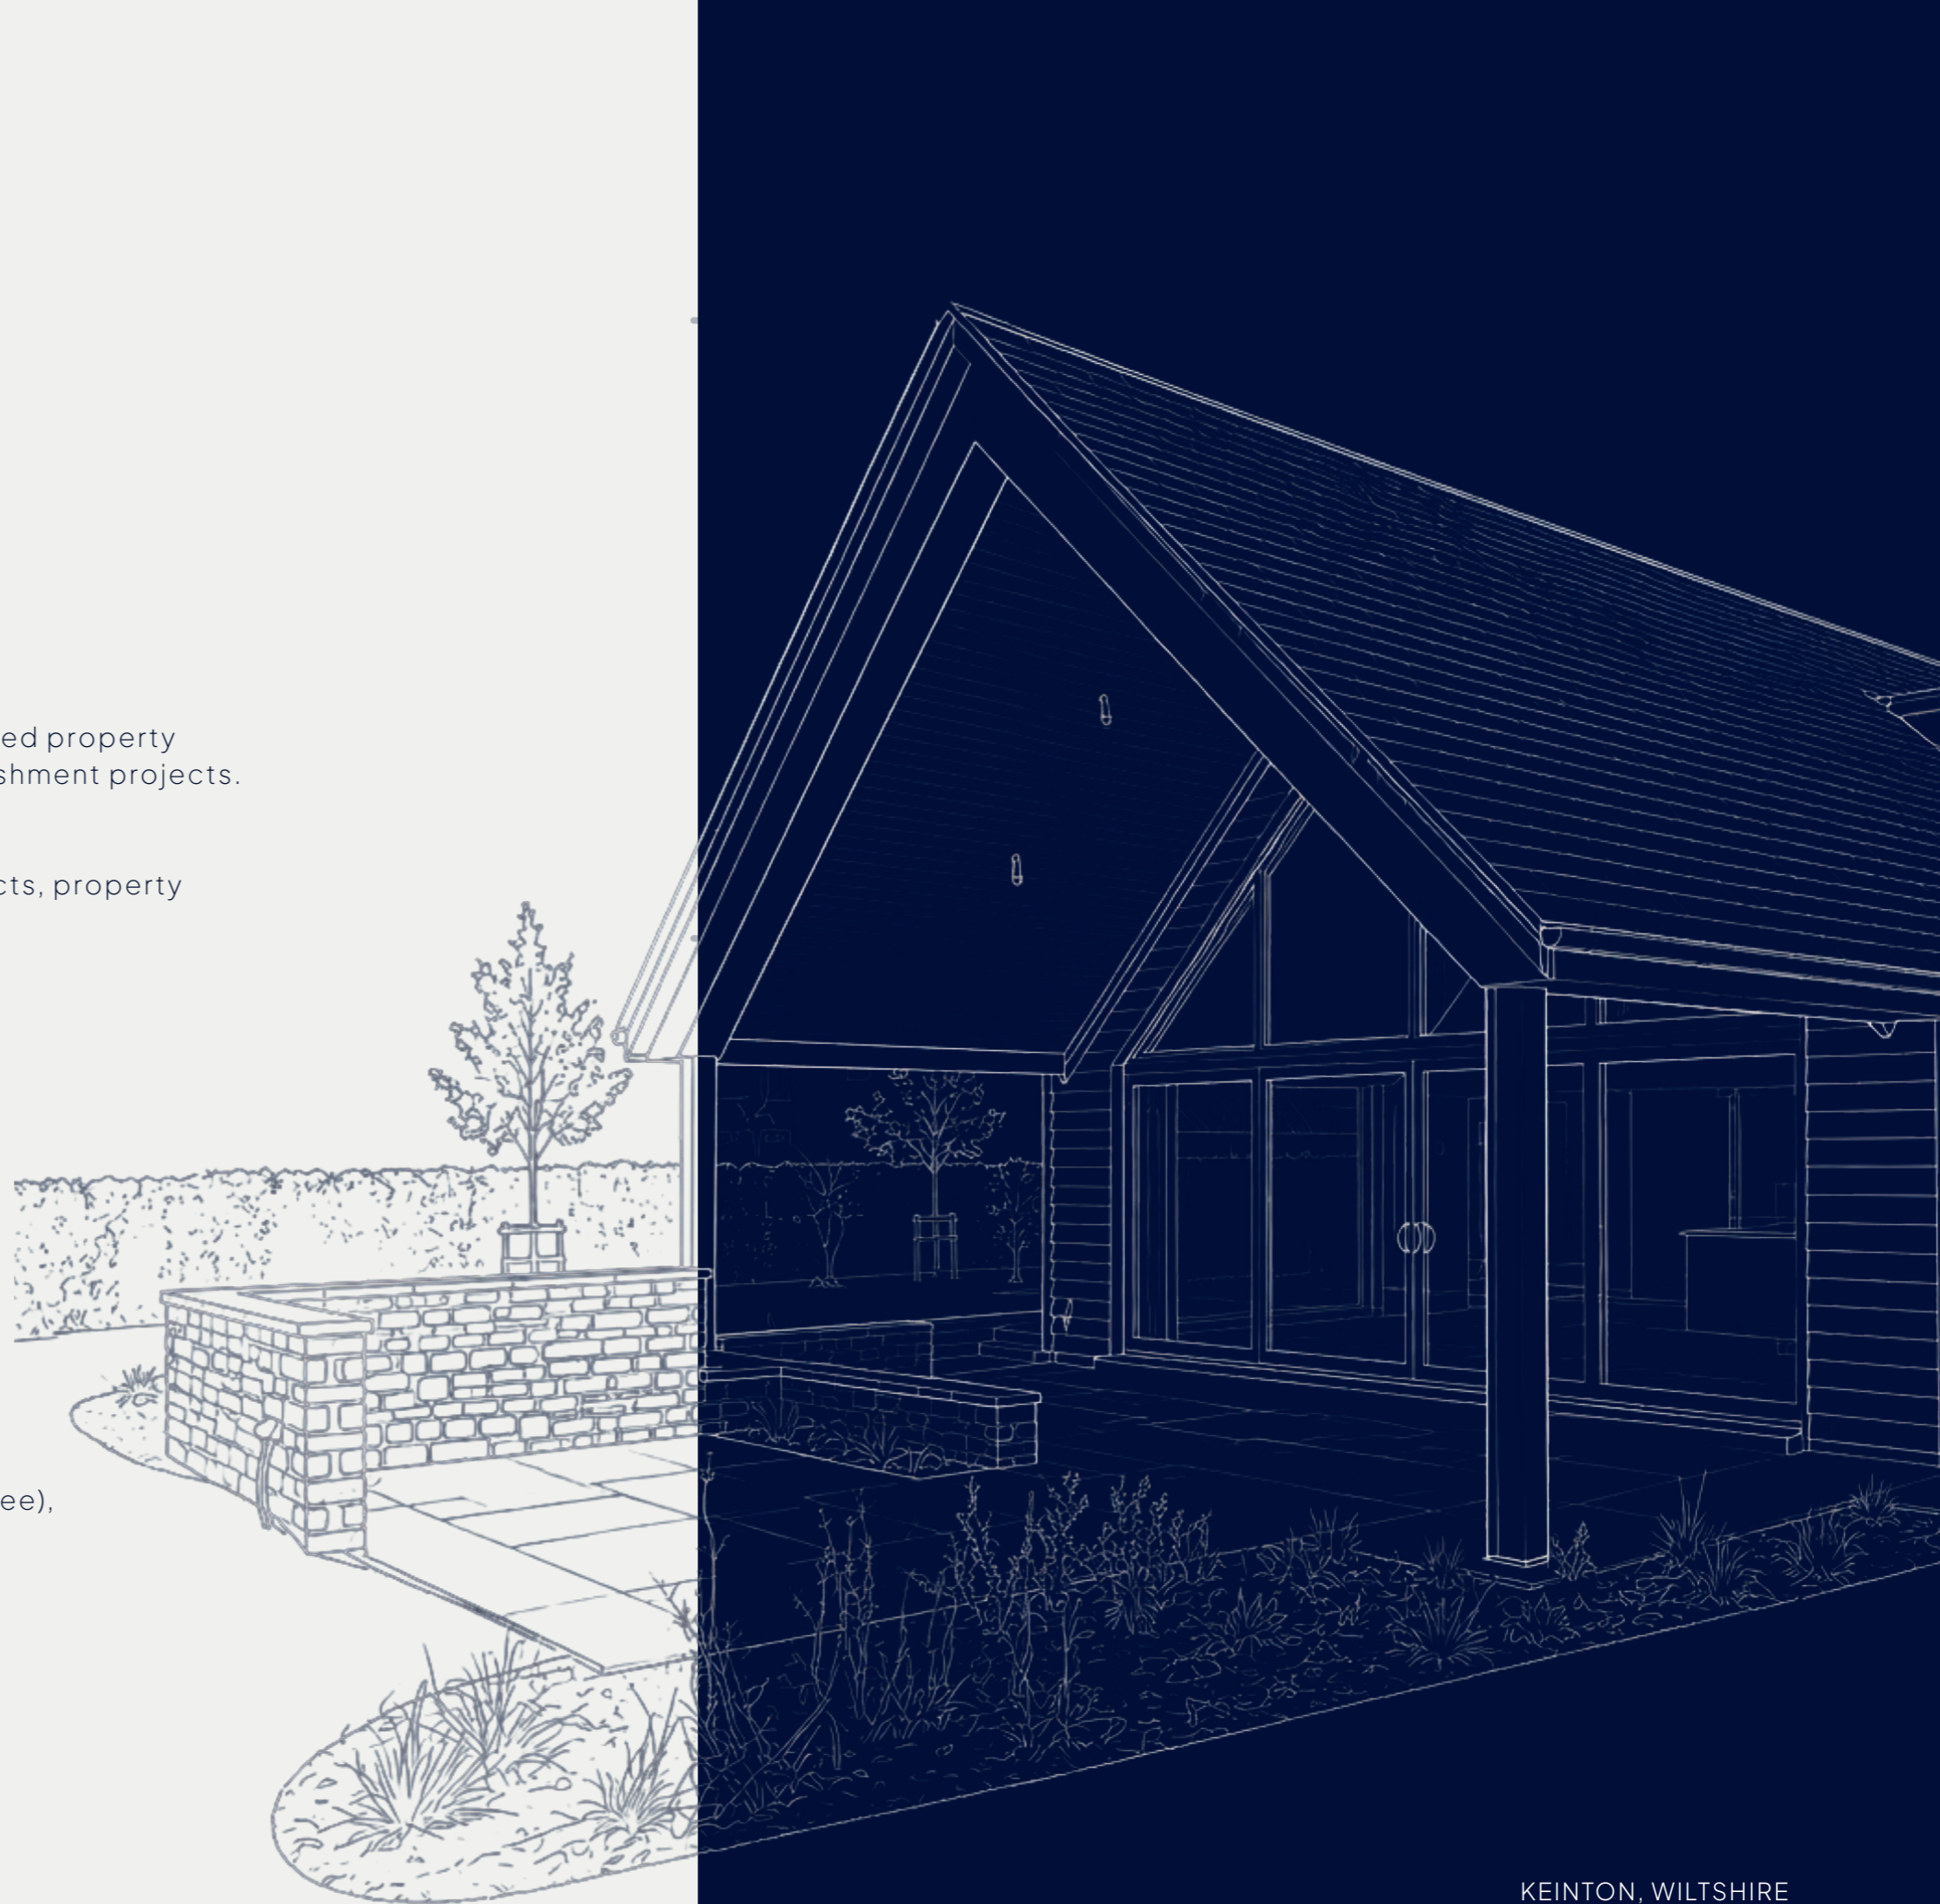 ed property
shment projects.
cts, property
ee),
KEINTON, WILTSHIRE